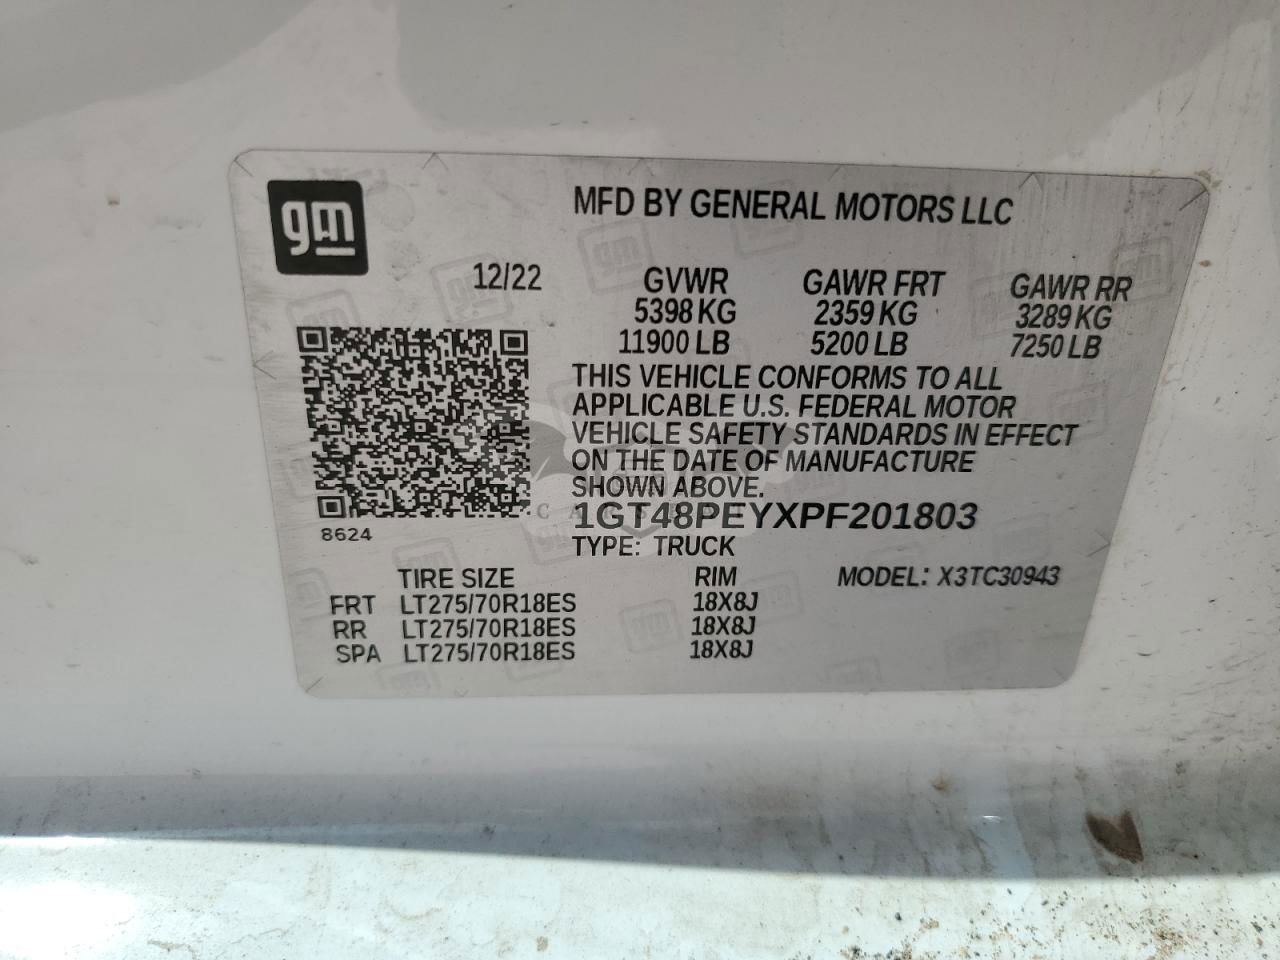 gm
MFD BY GENERAL MOTORS LLC
12/22 GVWR GAWR FRT GAWR RR
5398 KG 2359 KG 3289 KG
11900 LB 5200 LB 7250 LB
THIS VEHICLE CONFORMS TO ALL
APPLICABLE U.S. FEDERAL MOTOR
VEHICLE SAFETY STANDARDS IN EFFECT
ON THE DATE OF MANUFACTURE
SHOWN ABOVE.
8624
1GT48PEYXPF201803
TYPE: TRUCK
TIRE SIZE RIM MODEL: X3TC30943
FRT LT275/70R18ES 18X8J
RR LT275/70R18ES 18X8J
SPA LT275/70R18ES 18X8J